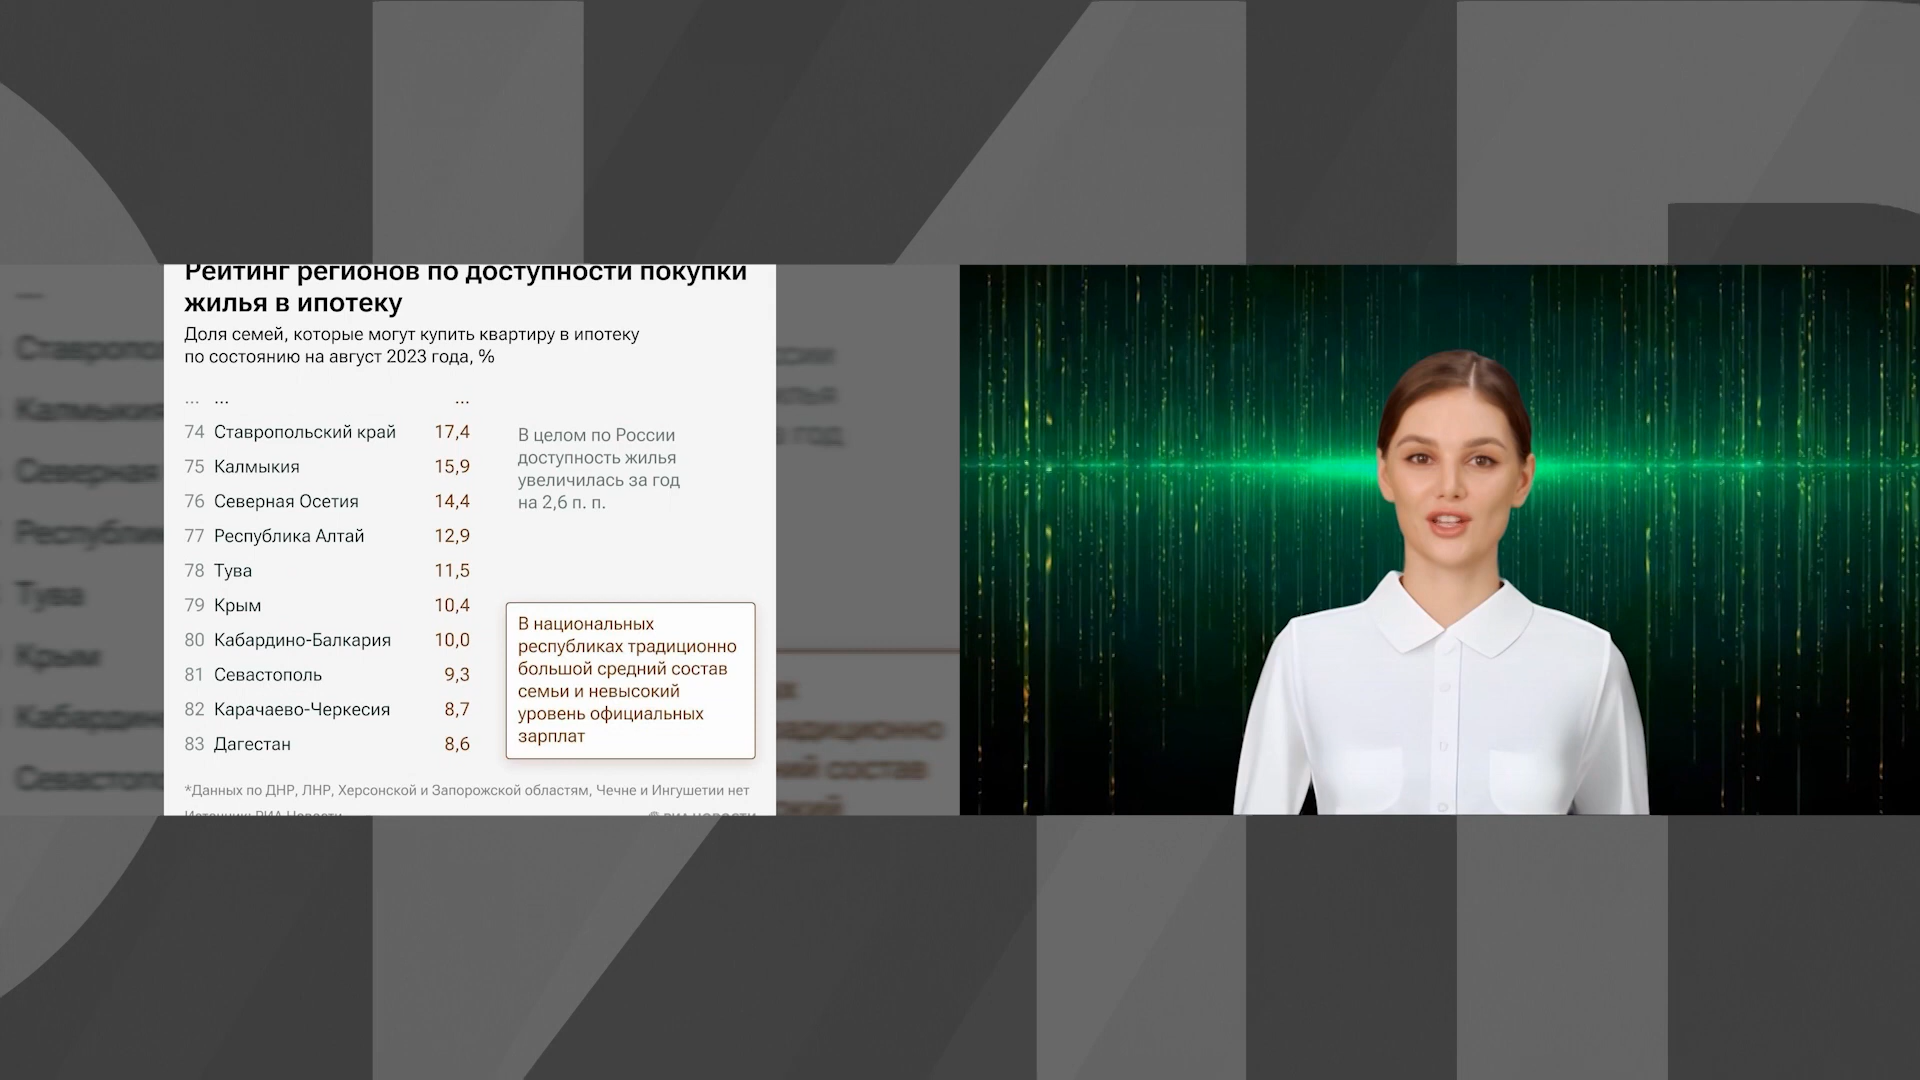 Рейтинг регионов по доступности покупки
жилья в ипотеку
Доля семей, которые могут купить квартиру в ипотеку
по состоянию на август 2023 года, %
... ... ...
74 Ставропольский край 17,4
75 Калмыкия 15,9
76 Северная Осетия 14,4
77 Республика Алтай 12,9
78 Тува 11,5
79 Крым 10,4
80 Кабардино-Балкария 10,0
81 Севастополь 9,3
82 Карачаево-Черкесия 8,7
83 Дагестан 8,6
В целом по России
доступность жилья
увеличилась за год
на 2,6 п. п.
В национальных
республиках традиционно
большой средний состав
семьи и невысокий
уровень официальных
зарплат
*Данных по ДНР, ЛНР, Херсонской и Запорожской областям, Чечне и Ингушетии нет
Источник: РИА Новости